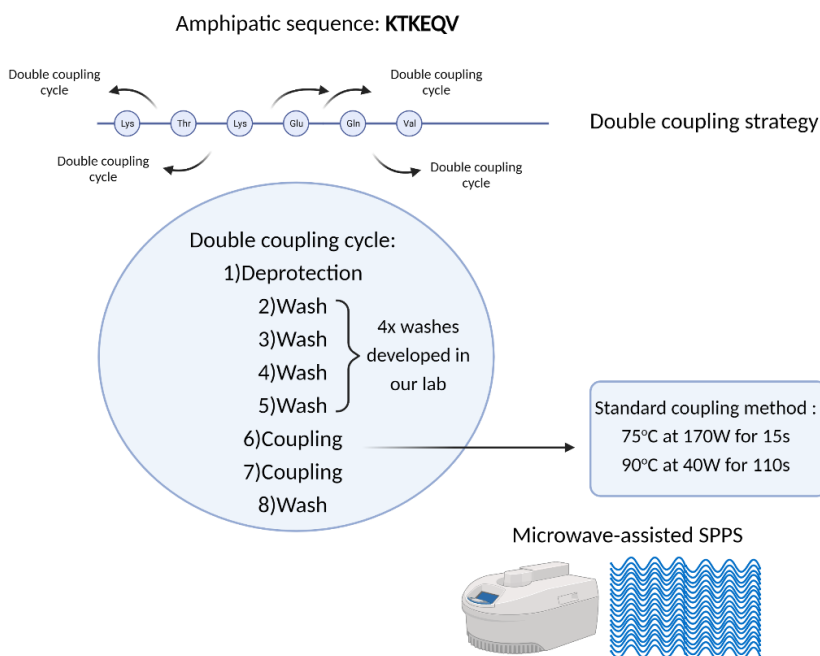 Amphipatic sequence: KTKEQV
Double coupling
cycle
Double coupling
cycle
Lys
Thr
Lys
Glu
Gln
Val
Double coupling strategy
Double coupling
cycle
Double coupling
cycle
Double coupling cycle:
1)Deprotection
2)Wash
3)Wash
4)Wash
5)Wash
4x washes
developed in
our lab
6)Coupling
7)Coupling
8)Wash
Standard coupling method :
75°C at 170W for 15s
90°C at 40W for 110s
Microwave-assisted SPPS